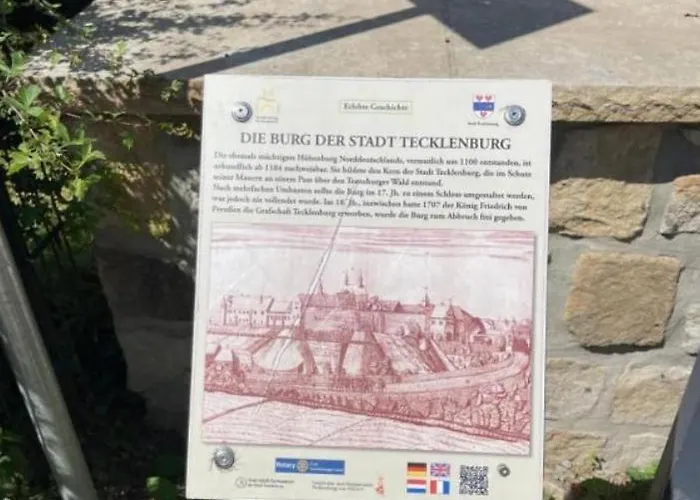 Erlebte Geschichte
DIE BURG DER STADT TECKLENBURG
Die ehemals mächtigste Höhenburg Norddeutschlands, vermutlich um 1100 entstanden, ist
urkundlich ab 1184 nachweisbar. Sie bildete den Kern der Stadt Tecklenburg, die im Schutz
seiner Mauern an einem Pass über den Teutoburger Wald entstand.
Nach mehrfachen Umbauten sollte die Burg im 17. Jh. zu einem Schloss umgestaltet werden,
was jedoch nie vollendet wurde. Im 18. Jh., inzwischen hatte 1707 der König Friedrich von
Preußen die Grafschaft Tecklenburg erworben, wurde die Burg zum Abbruch frei gegeben.
Rotary